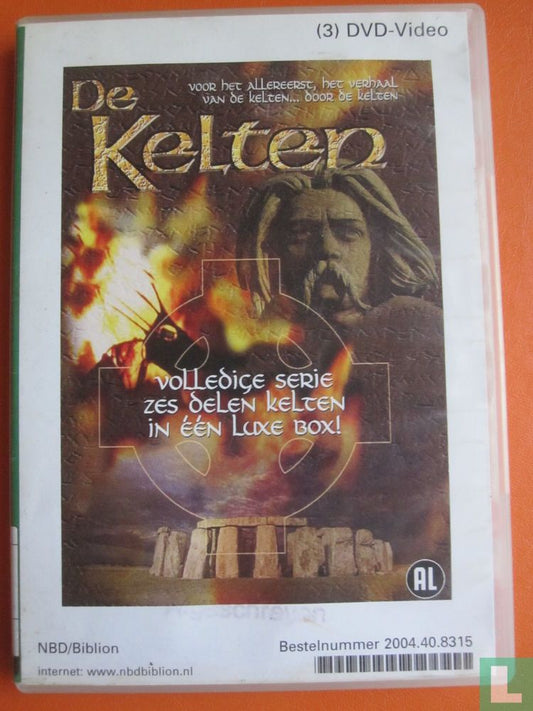 (3) DVD-Video
De
Kelten
VOOR HET ALLEREERST, HET VERHAAL
VAN DE KELTEN... DOOR DE KELTEN
VOLLEDIGE SERIE
ZES DELEN KELTEN
IN ÉÉN LUXE BOX!
AL
NBD/Biblion
Bestelnummer 2004.40.8315
internet: www.nbdbiblion.nl
L